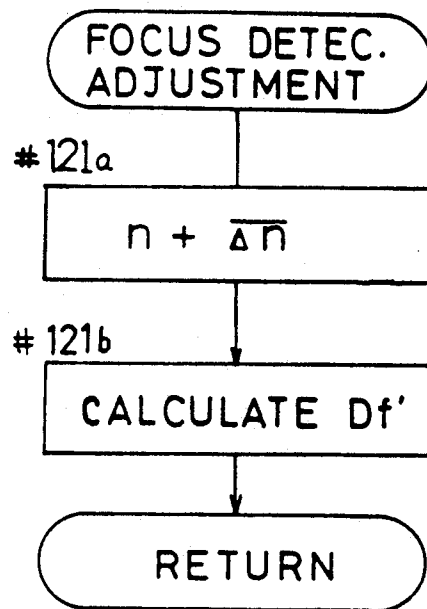 FOCUS DETEC.
ADJUSTMENT
#121a
n + Δn̅
#121b
CALCULATE Df'
RETURN